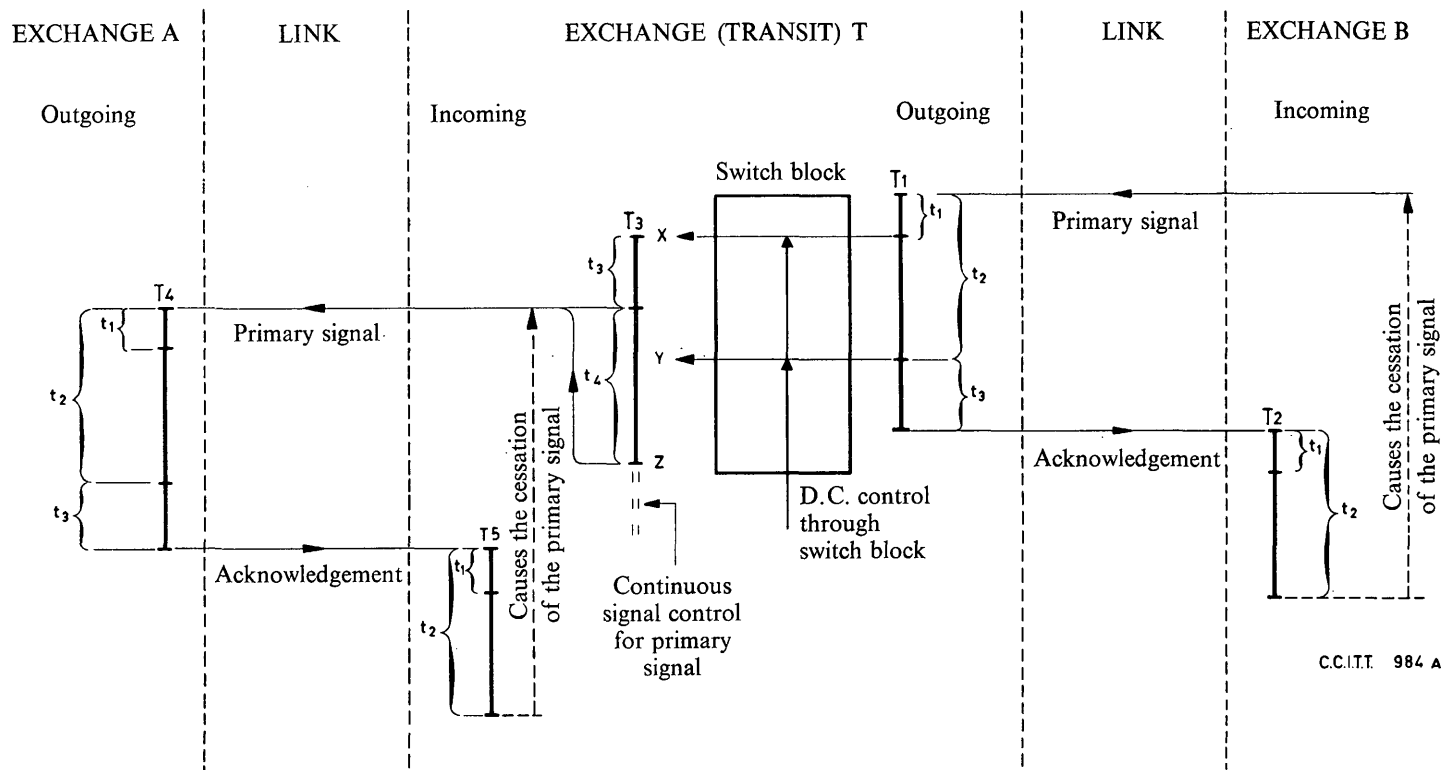 EXCHANGE A
LINK
EXCHANGE (TRANSIT) T
LINK
EXCHANGE B
Outgoing
Incoming
Outgoing
Incoming
Switch block
T1
t1
Primary signal
T3
X
t3
t2
T4
t1
Primary signal
Y
t4
t2
t3
Z
T2
t1
Acknowledgement
t2
Causes the cessation
of the primary signal
D.C. control
through
switch block
t3
T5
t1
Acknowledgement
t2
Causes the cessation
of the primary signal
Continuous
signal control
for primary
signal
C.C.I.T.T. 984 A